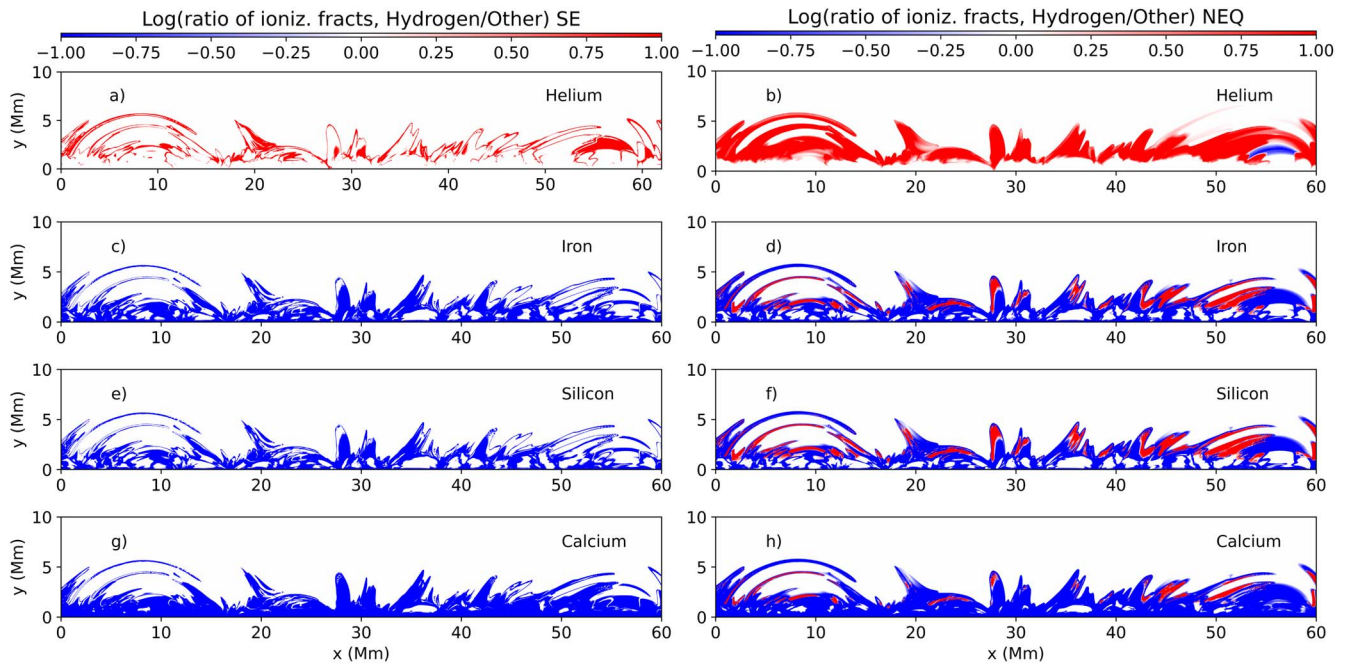 Log(ratio of ioniz. fracts, Hydrogen/Other) SE
−1.00 −0.75 −0.50 −0.25 0.00 0.25 0.50 0.75 1.00
10
5
0
y (Mm)
a)
Helium
0 10 20 30 40 50 60
Log(ratio of ioniz. fracts, Hydrogen/Other) NEQ
−1.00 −0.75 −0.50 −0.25 0.00 0.25 0.50 0.75 1.00
10
5
0
y (Mm)
b)
Helium
0 10 20 30 40 50 60
10
5
0
y (Mm)
c)
Iron
0 10 20 30 40 50 60
10
5
0
d)
Iron
0 10 20 30 40 50 60
10
5
0
y (Mm)
e)
Silicon
0 10 20 30 40 50 60
10
5
0
f)
Silicon
0 10 20 30 40 50 60
10
5
0
y (Mm)
g)
Calcium
0 10 20 30 40 50 60
x (Mm)
10
5
0
h)
Calcium
0 10 20 30 40 50 60
x (Mm)